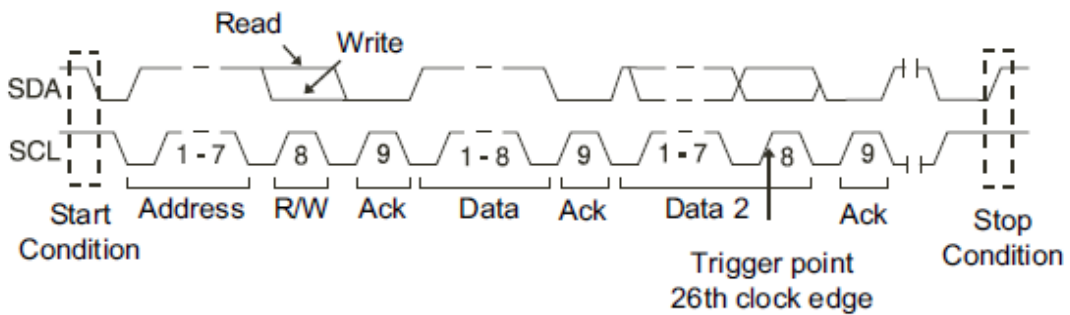 Read
Write
SDA
SCL
1 - 7
8
9
1 - 8
9
1 - 7
8
9
Address
R/W
Ack
Data
Ack
Data 2
Ack
Start
Condition
Stop
Condition
Trigger point
26th clock edge